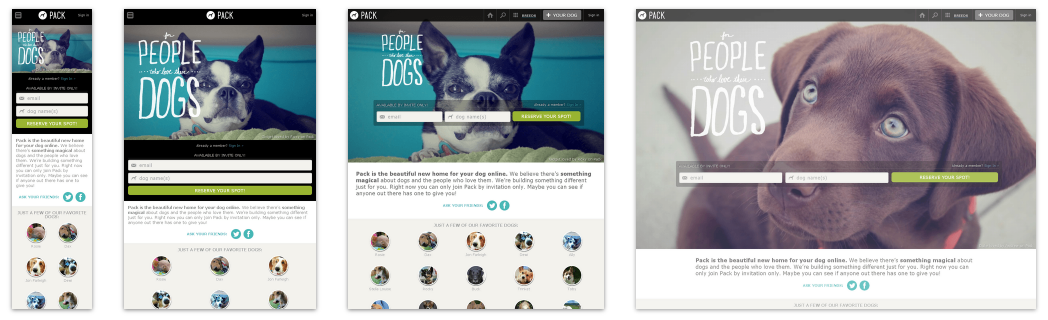 PACK
Sign in
for
PEOPLE
who love their
DOGS
Already a member? Sign in
AVAILABLE BY INVITE ONLY!
email
dog name(s)
RESERVE YOUR SPOT!
Pack is the beautiful new home
for your dog online. We believe
there's something magical about
dogs and the people who love
them. We're building something
different just for you. Right now
you can only join Pack by
invitation only. Maybe you can see
if anyone out there has one to
give you!
ASK YOUR FRIENDS:
JUST A FEW OF OUR FAVORITE
DOGS:
PACK
Sign in
for
PEOPLE
who love their
DOGS
Already a member? Sign in
AVAILABLE BY INVITE ONLY!
email
dog name(s)
RESERVE YOUR SPOT!
Pack is the beautiful new home for your dog online. We believe there's something
magical about dogs and the people who love them. We're building something different
just for you. Right now you can only join Pack by invitation only. Maybe you can see if
anyone out there has one to give you!
ASK YOUR FRIENDS:
JUST A FEW OF OUR FAVORITE DOGS:
PACK
BREEDS
+ YOUR DOG
Sign in
for
PEOPLE
who love their
DOGS
AVAILABLE BY INVITE ONLY!
Already a member? Sign in
email
dog name(s)
RESERVE YOUR SPOT!
Pack is the beautiful new home for your dog online. We believe there's something
magical about dogs and the people who love them. We're building something different
just for you. Right now you can only join Pack by invitation only. Maybe you can see if
anyone out there has one to give you!
ASK YOUR FRIENDS:
JUST A FEW OF OUR FAVORITE DOGS:
PACK
BREEDS
+ YOUR DOG
Sign in
for
PEOPLE
who love their
DOGS
AVAILABLE BY INVITE ONLY!
Already a member? Sign in
email
dog name(s)
RESERVE YOUR SPOT!
Pack is the beautiful new home for your dog online. We believe there's something magical about
dogs and the people who love them. We're building something different just for you. Right now you
can only join Pack by invitation only. Maybe you can see if anyone out there has one to give you!
ASK YOUR FRIENDS:
JUST A FEW OF OUR FAVORITE DOGS: